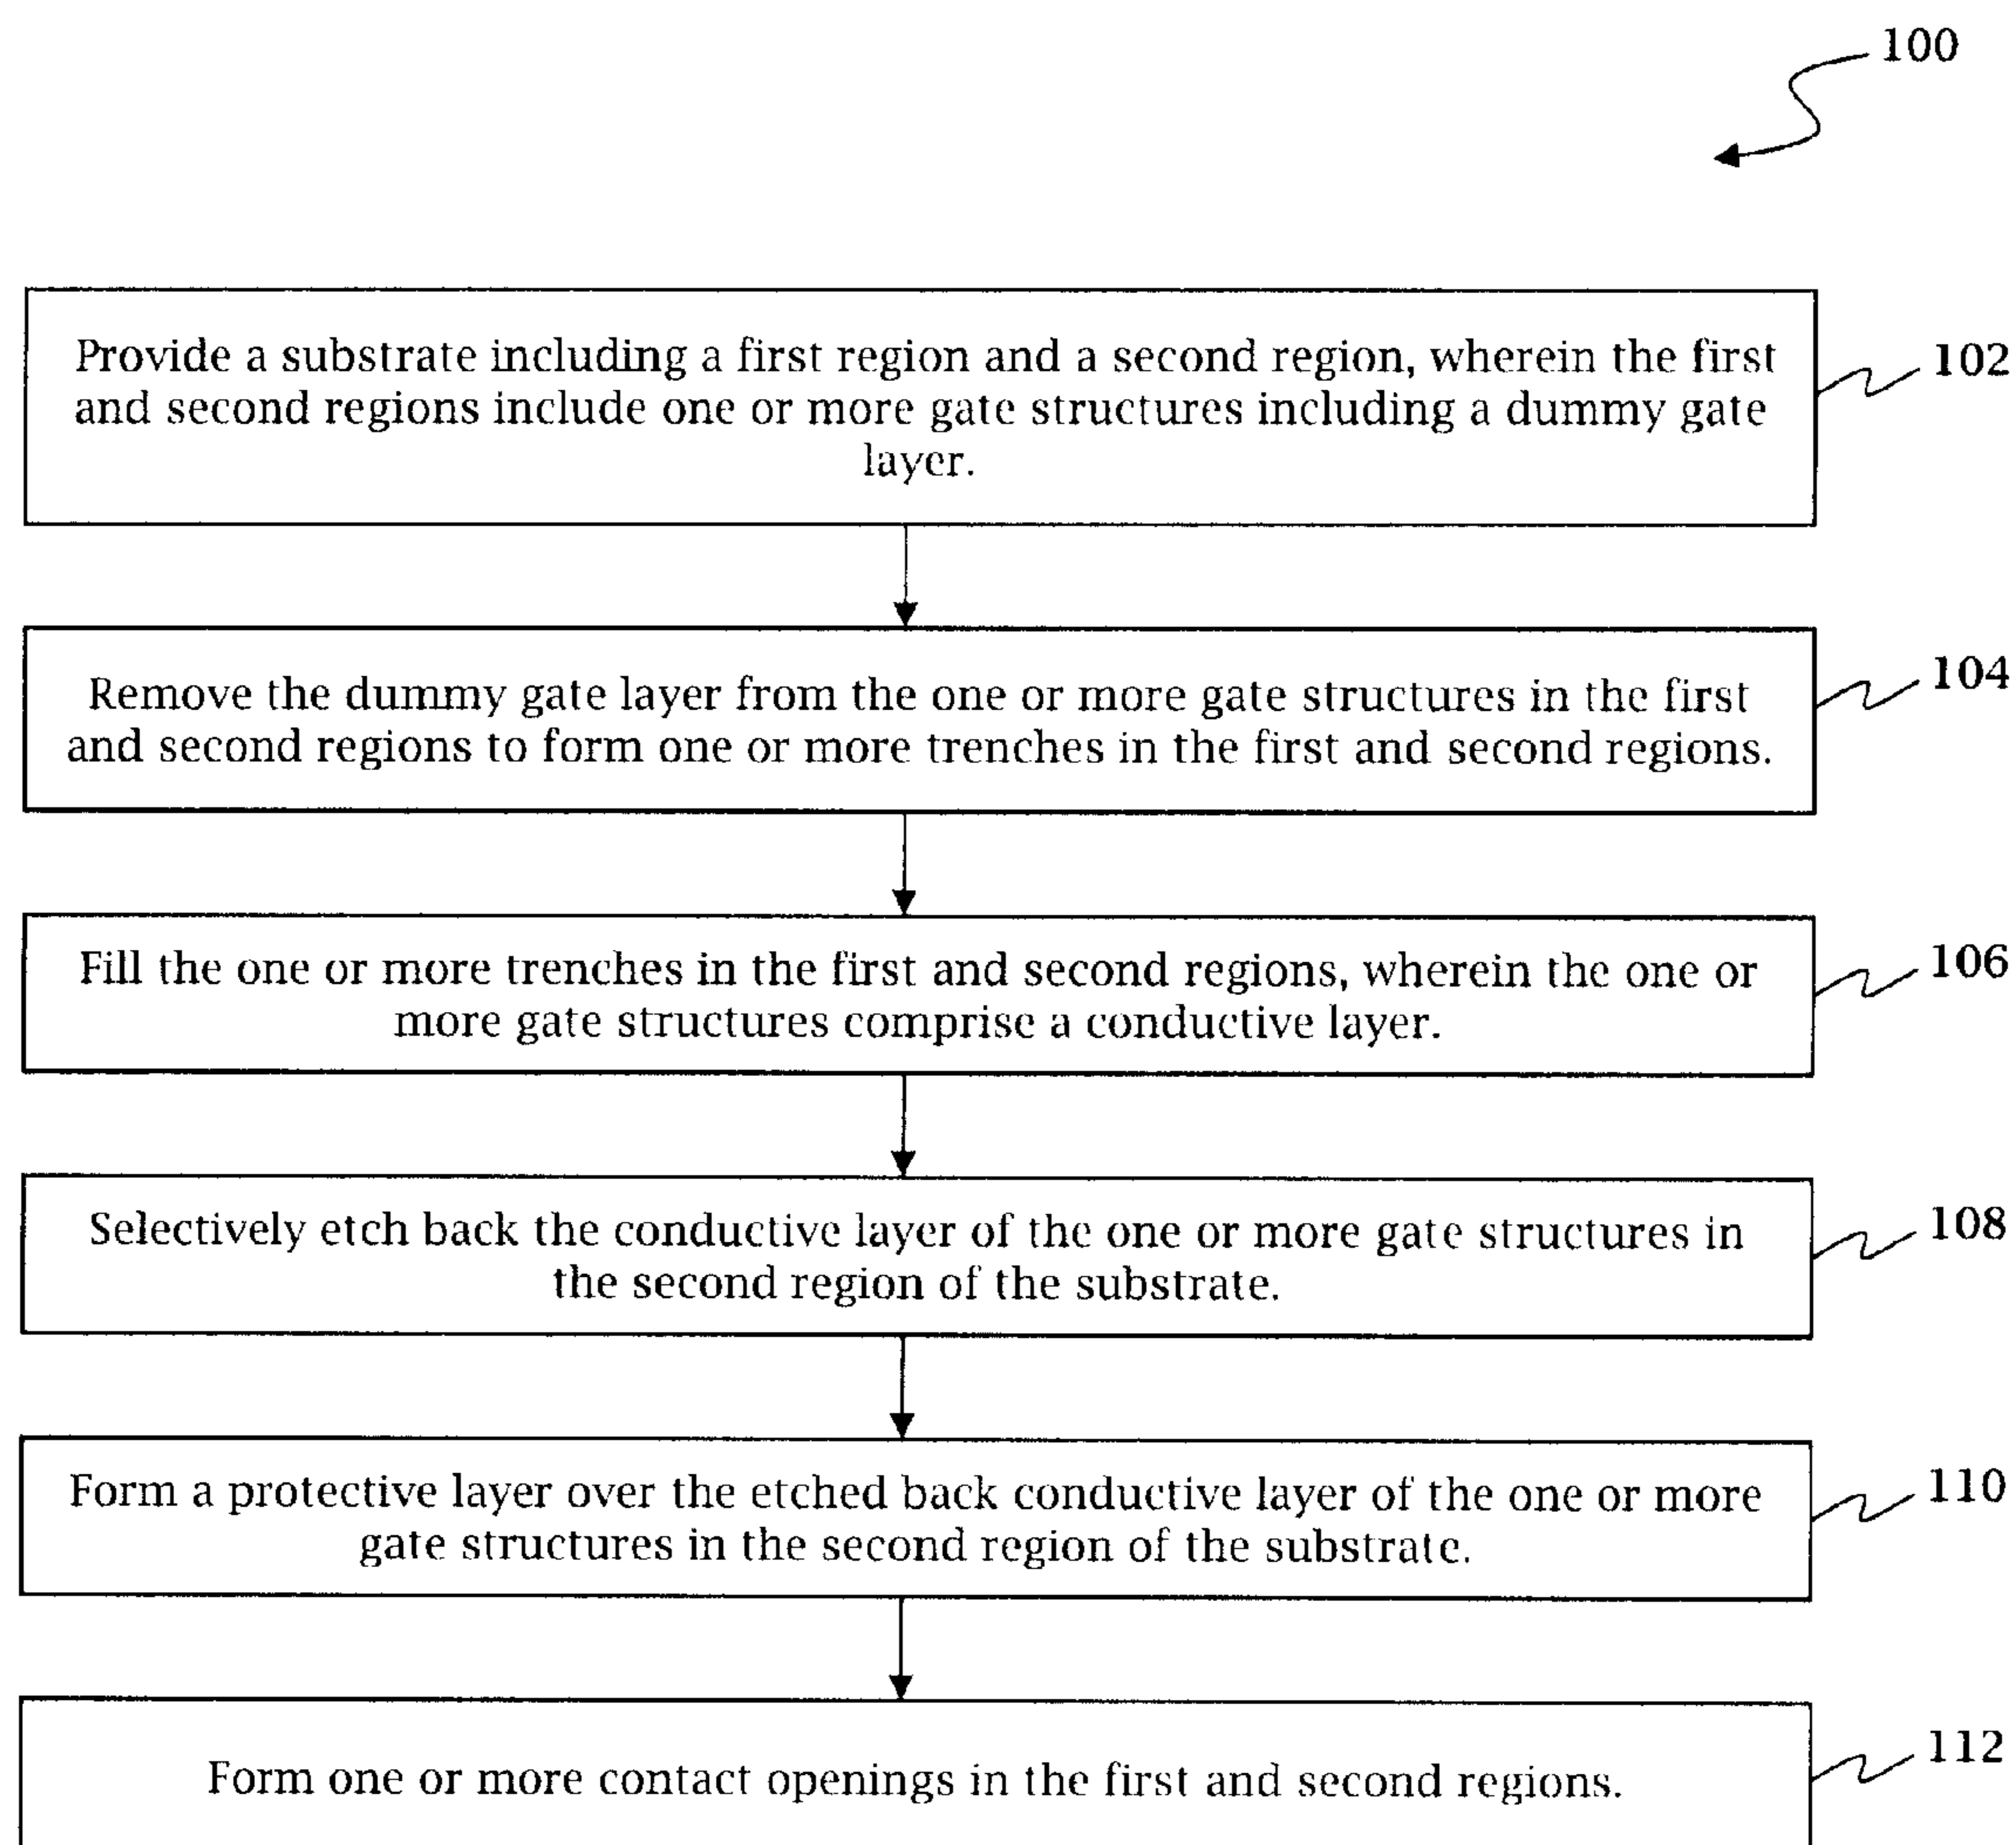 100
Provide a substrate including a first region and a second region, wherein the first
102
and second regions include one or more gate structures including a dummy gate
layer.
Remove the dummy gate layer from the one or more gate structures in the first
104
and second regions to form one or more trenches in the first and second regions.
Fill the one or more trenches in the first and second regions, wherein the one or
106
more gate structures comprise a conductive layer.
Selectively etch back the conductive layer of the one or more gate structures in
108
the second region of the substrate.
Form a protective layer over the etched back conductive layer of the one or more
110
gate structures in the second region of the substrate.
Form one or more contact openings in the first and second regions.
112